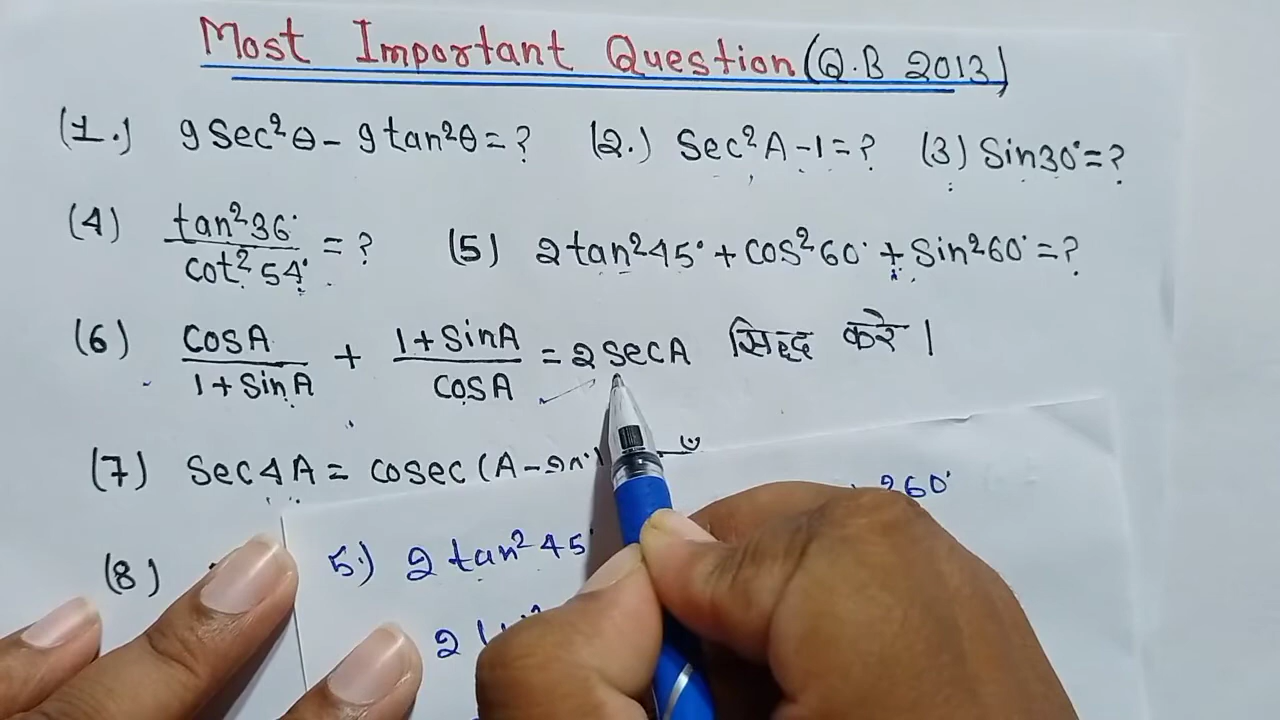 Most Important Question (Q.B 2013)
(1.) 9 Sec²θ - 9 tan²θ = ? (2.) Sec²A - 1 = ? (3) Sin30° = ?
(4) tan²36° / cot²54° = ? (5) 2 tan²45° + cos²60° + Sin²60° = ?
(6) cosA / 1 + SinA + 1 + SinA / cosA = 2 secA सिद्ध करे ।
(7) Sec4A = cosec (A -
(8)
260°
5.) 2 tan²45°
2